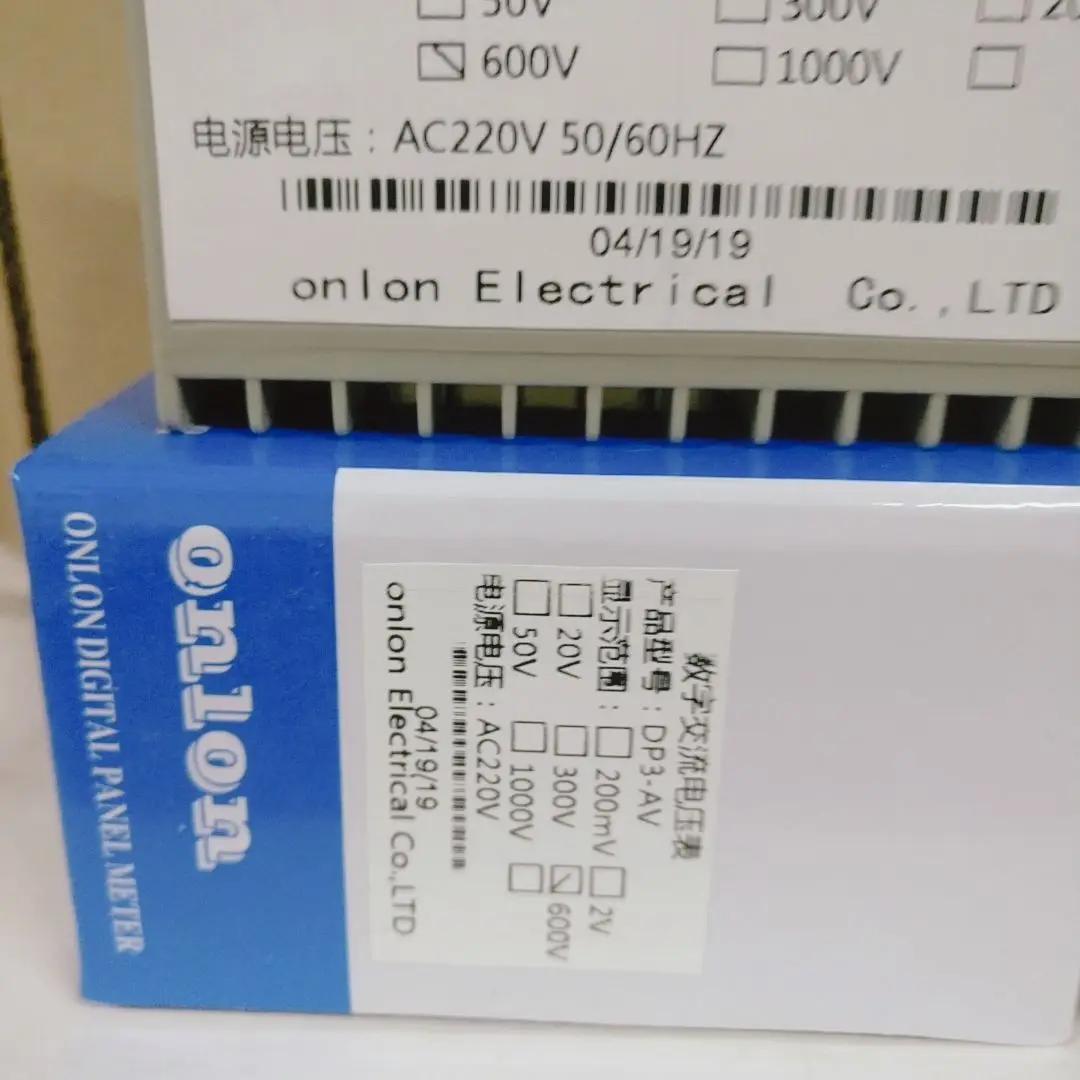 50V 300V
600V 1000V
电源电压：AC220V 50/60HZ
04/19/19
onlon Electrical Co.,LTD
ONLON DIGITAL PANEL METER
onlon
数字交流电压表
产品型号：DP3-AV
显示范围： 200mV 2V
20V 300V 600V
50V 1000V
电源电压：AC220V
04/19/19
onlon Electrical Co.,LTD